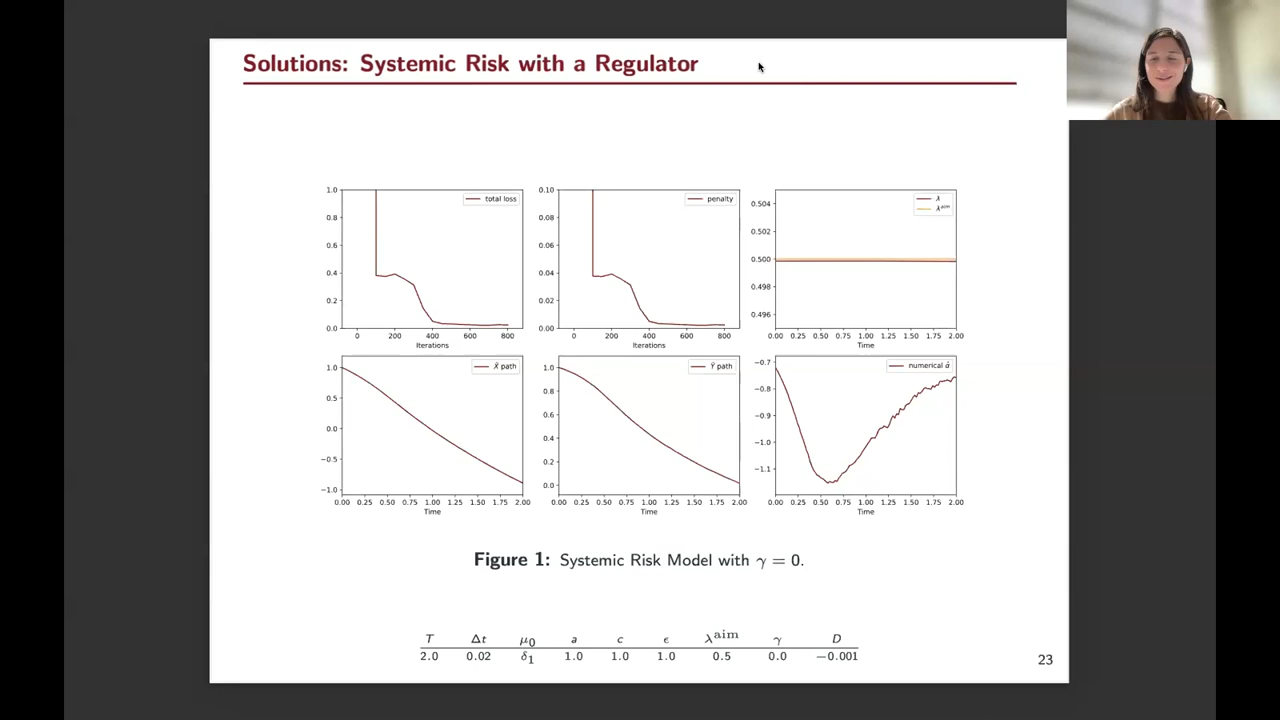 Solutions: Systemic Risk with a Regulator
1.0 0.8 0.6 0.4 0.2 0.0
total loss
0 200 400 600 800
Iterations
0.10 0.08 0.06 0.04 0.02 0.00
penalty
0 200 400 600 800
Iterations
0.504 0.502 0.500 0.498 0.496
λ
λ^aim
0.00 0.25 0.50 0.75 1.00 1.25 1.50 1.75 2.00
Time
1.0 0.5 0.0 −0.5 −1.0
X̄ path
0.00 0.25 0.50 0.75 1.00 1.25 1.50 1.75 2.00
Time
1.0 0.8 0.6 0.4 0.2 0.0
Ȳ path
0.00 0.25 0.50 0.75 1.00 1.25 1.50 1.75 2.00
Time
−0.7 −0.8 −0.9 −1.0 −1.1
numerical α̂
0.00 0.25 0.50 0.75 1.00 1.25 1.50 1.75 2.00
Time
Figure 1: Systemic Risk Model with γ = 0.
T Δt μ₀ a c ϵ λ^aim γ D
2.0 0.02 δ₁ 1.0 1.0 1.0 0.5 0.0 −0.001
23